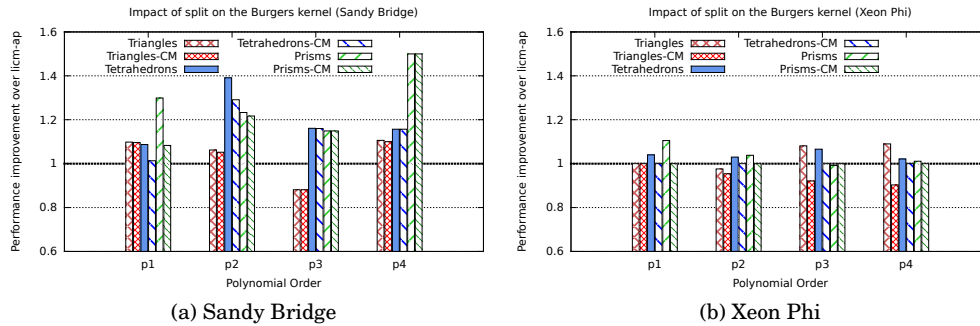 Impact of split on the Burgers kernel (Sandy Bridge)
Performance improvement over licm-ap
1.6
1.4
1.2
1
0.8
0.6
Triangles
Triangles-CM
Tetrahedrons
Tetrahedrons-CM
Prisms
Prisms-CM
p1 p2 p3 p4
Polynomial Order
(a) Sandy Bridge
Impact of split on the Burgers kernel (Xeon Phi)
Performance improvement over licm-ap
1.6
1.4
1.2
1
0.8
0.6
Triangles
Triangles-CM
Tetrahedrons
Tetrahedrons-CM
Prisms
Prisms-CM
p1 p2 p3 p4
Polynomial Order
(b) Xeon Phi